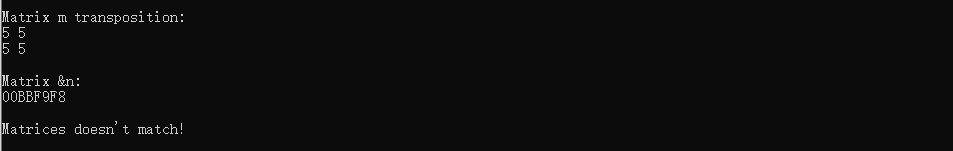 Matrix m transposition:
5 5
5 5
Matrix &n:
00BBF9F8
Matrices doesn't match!